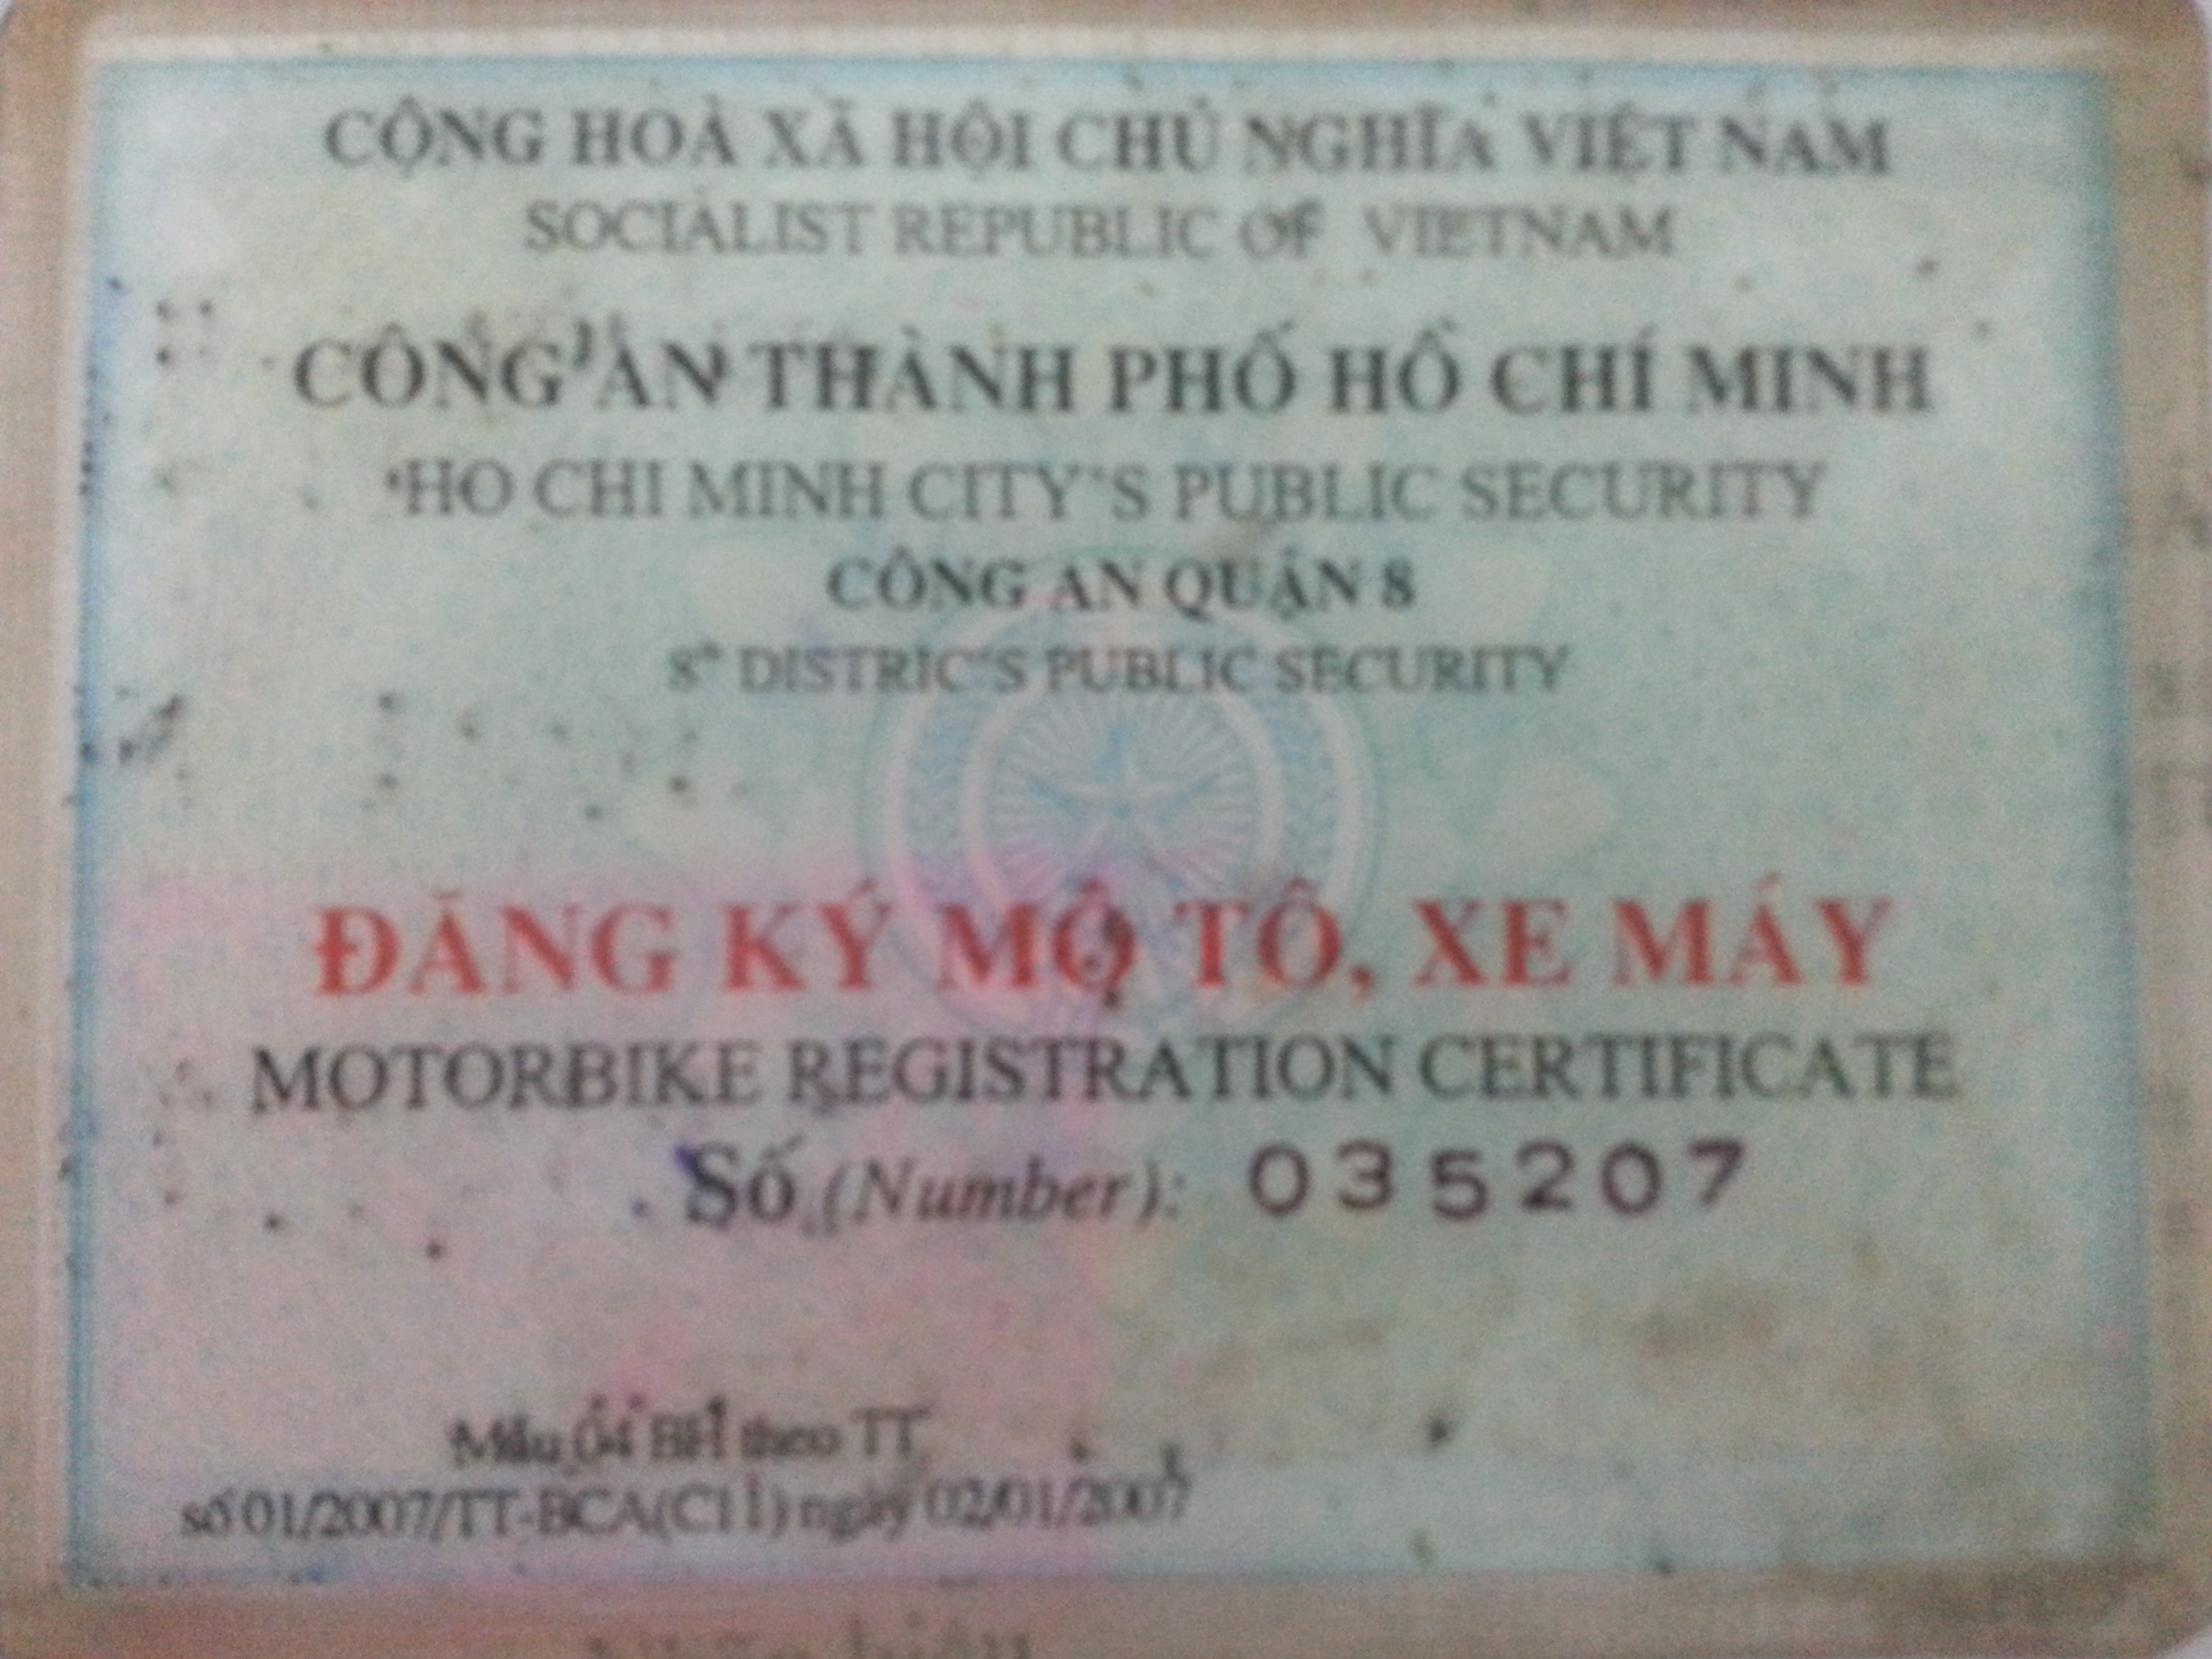 CỘNG HOÀ XÃ HỘI CHỦ NGHĨA VIỆT NAM
SOCIALIST REPUBLIC OF VIETNAM
CÔNG AN THÀNH PHỐ HỒ CHÍ MINH
HO CHI MINH CITY'S PUBLIC SECURITY
CÔNG AN QUẬN 8
8th DISTRIC'S PUBLIC SECURITY
ĐĂNG KÝ MÔ TÔ, XE MÁY
MOTORBIKE REGISTRATION CERTIFICATE
Số (Number): 035207
Mẫu 04 BH theo TT
số 01/2007/TT-BCA(C11) ngày 02/01/2007